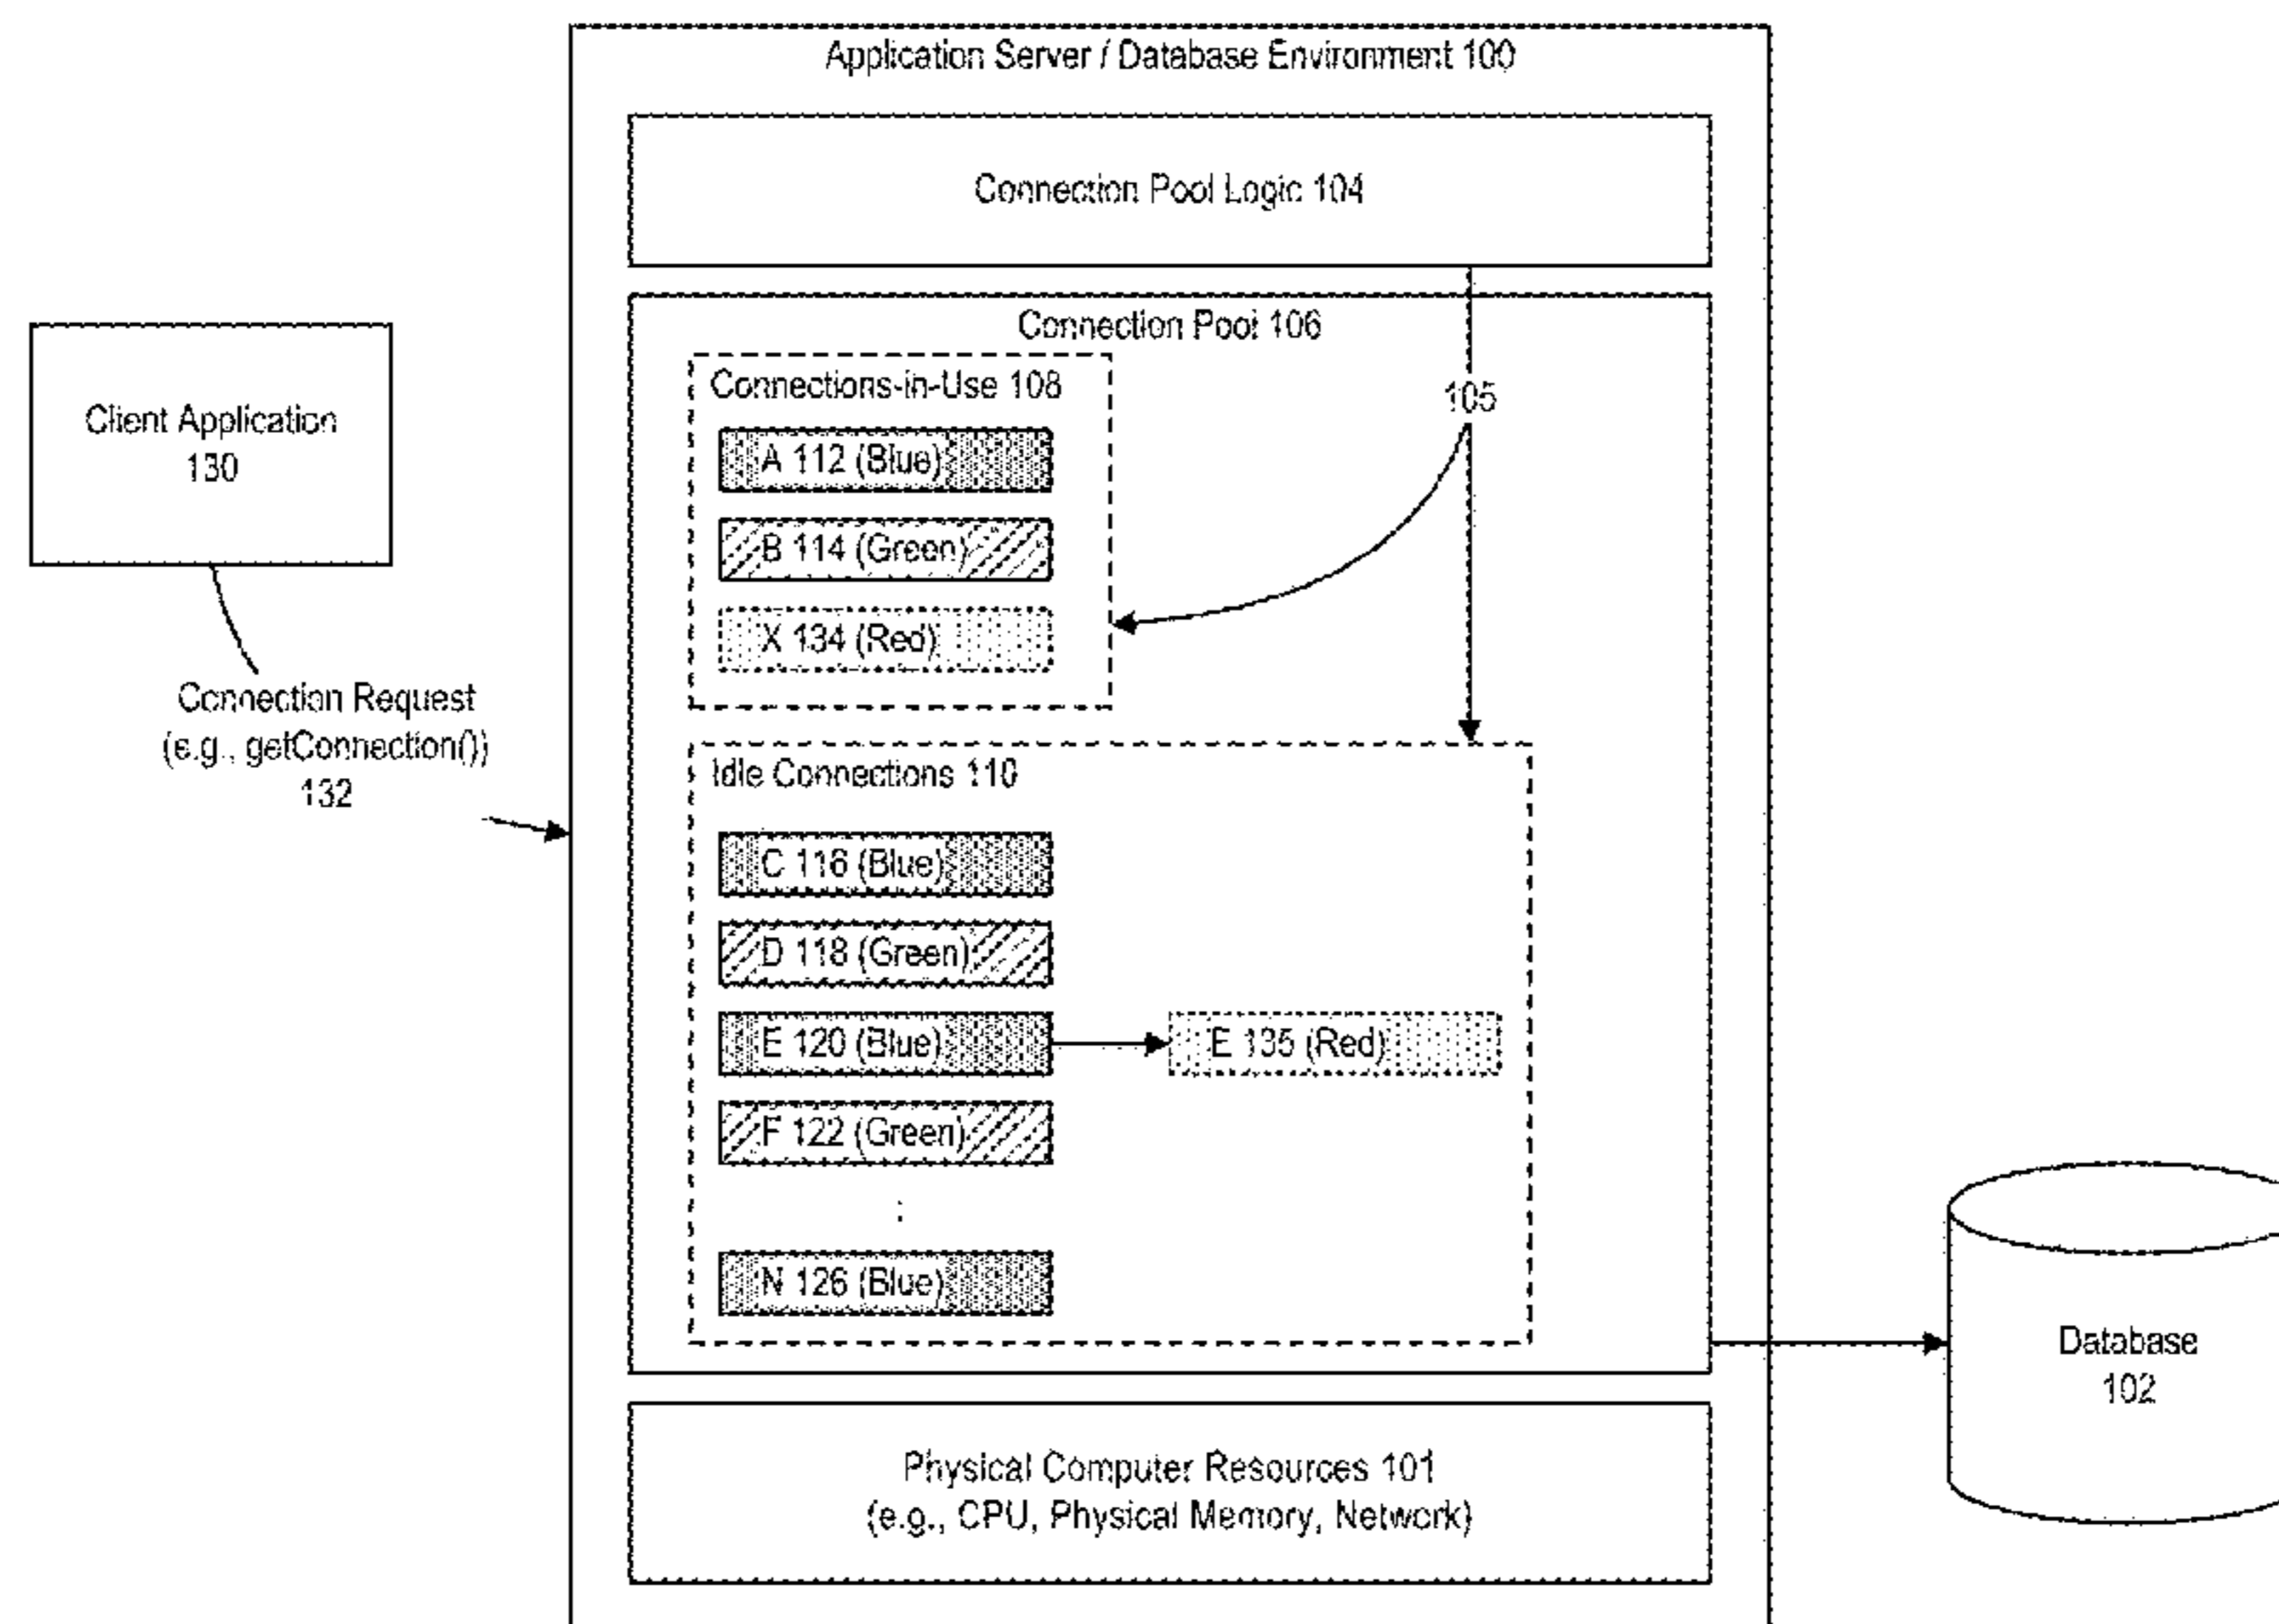 Application Server / Database Environment 100
Connection Pool Logic 104
Connection Pool 106
Connections-in-Use 108
105
A 112 (Blue)
B 114 (Green)
X 134 (Red)
Client Application
130
Connection Request
(e.g., getConnection())
132
Idle Connections 110
C 116 (Blue)
D 118 (Green)
E 120 (Blue)
E 135 (Red)
F 122 (Green)
:
N 126 (Blue)
Database
102
Physical Computer Resources 101
(e.g., CPU, Physical Memory, Network)